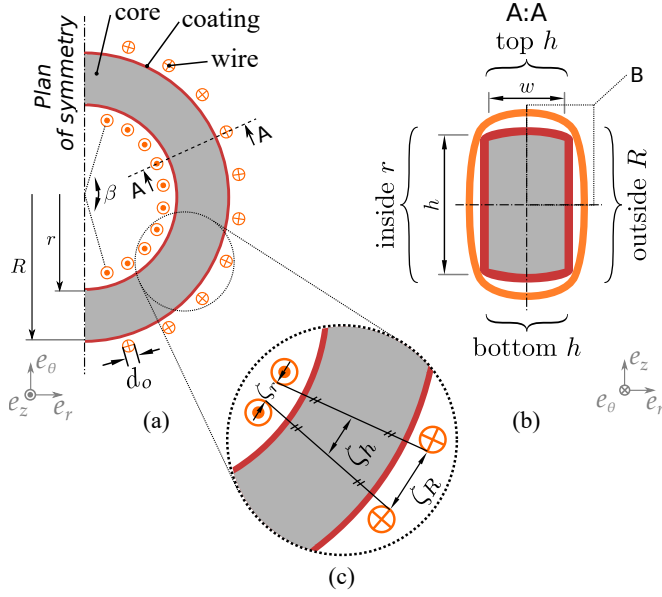 core
coating
wire
Plan
of symmetry
A
A
β
r
R
d_o
e_θ
e_z
e_r
(a)
A:A
top h
B
w
inside r
h
outside R
bottom h
(b)
e_θ
e_r
e_z
ζ_r
ζ_h
ζ_R
(c)